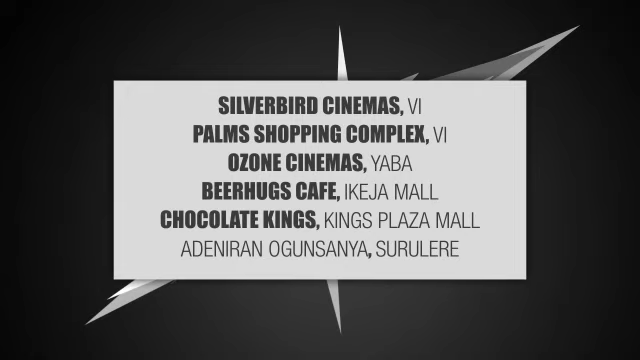 SILVERBIRD CINEMAS, VI
PALMS SHOPPING COMPLEX, VI
OZONE CINEMAS, YABA
BEERHUGS CAFE, IKEJA MALL
CHOCOLATE KINGS, KINGS PLAZA MALL
ADENIRAN OGUNSANYA, SURULERE